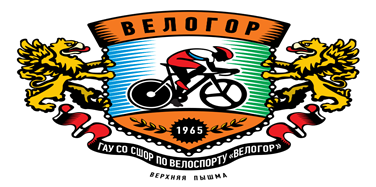 ВЕЛОГОР
1965
ГАУ СО СШОР ПО ВЕЛОСПОРТУ «ВЕЛОГОР»
ВЕРХНЯЯ ПЫШМА